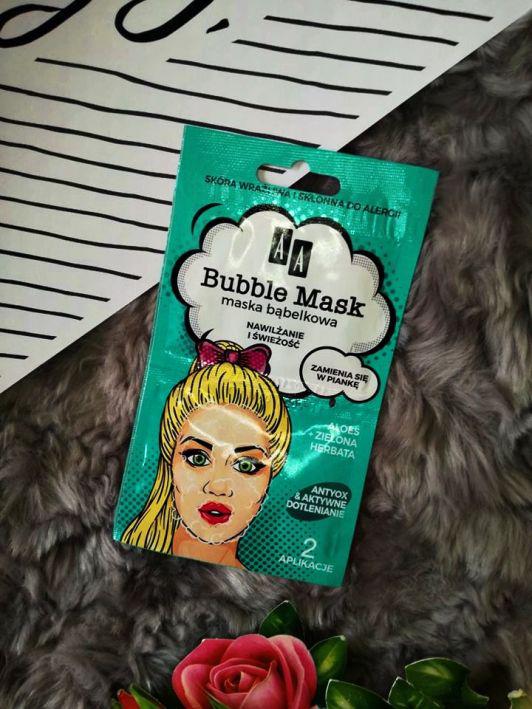 SKÓRA WRAŻLIWA I SKŁONNA DO ALERGII
AA
Bubble Mask
maska bąbelkowa
NAWILŻANIE
I ŚWIEŻOŚĆ
ZAMIENIA SIĘ
W PIANKĘ
ALOES
+ ZIELONA
HERBATA
ANTYOX
& AKTYWNE
DOTLENIANIE
2
APLIKACJE